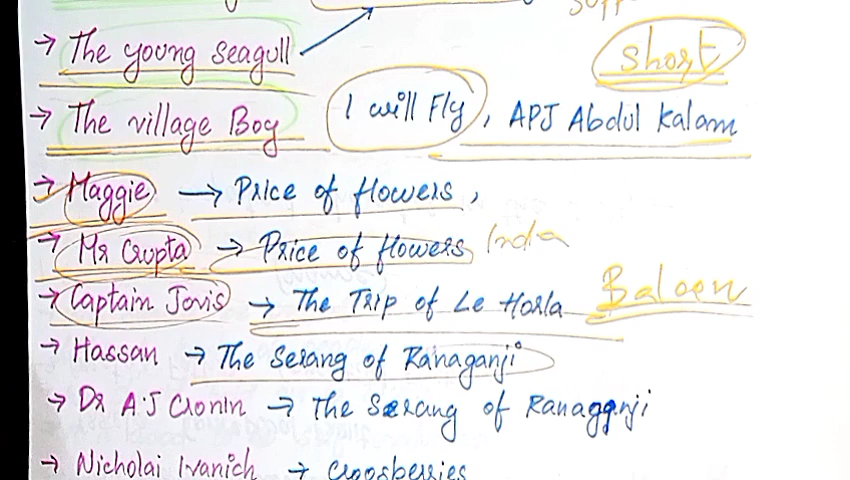 → The young seagull
short
→ The village Boy I will Fly, APJ Abdul Kalam
→ Maggie → Price of flowers,
→ Mr Gupta → Price of flowers India
→ Captain Jovis → The Trip of Le Horla Baloon
→ Hassan → The Serang of Ranaganji
→ Dr A.J Cronin → The Serang of Ranaganji
→ Nicholai Ivanich → Goosberries